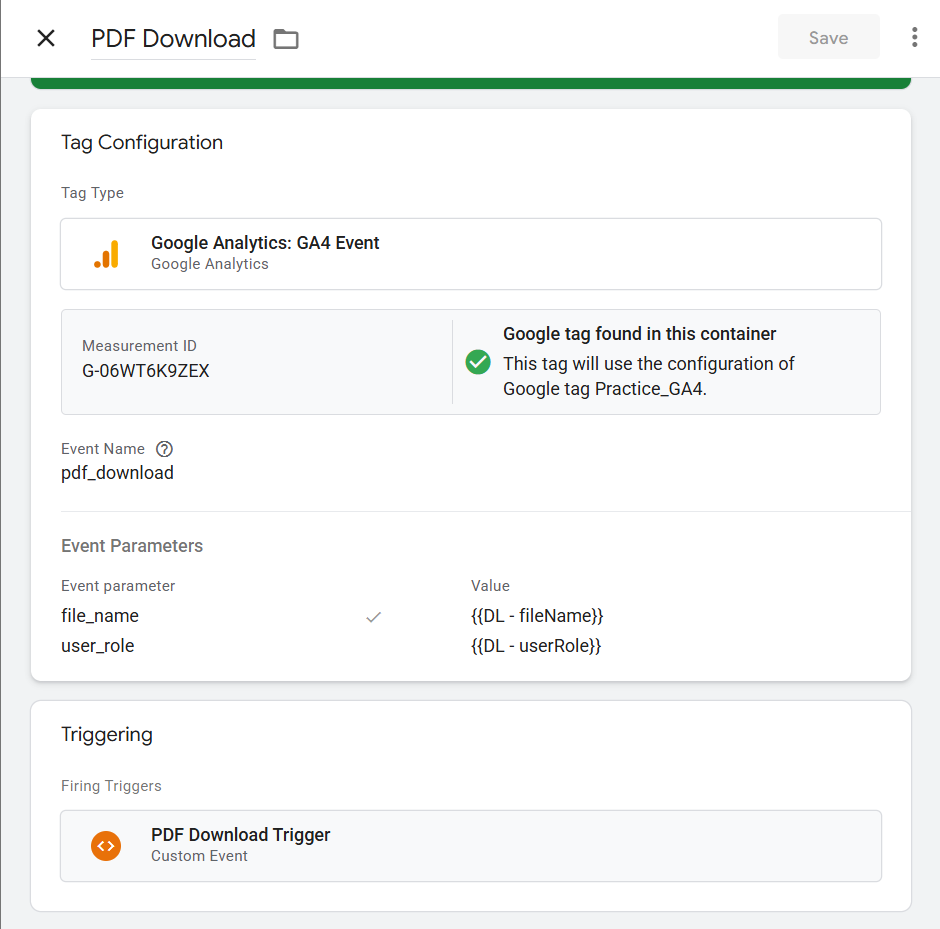 PDF Download
Save
Tag Configuration
Tag Type
Google Analytics: GA4 Event
Google Analytics
Measurement ID
G-06WT6K9ZEX
Google tag found in this container
This tag will use the configuration of
Google tag Practice_GA4.
Event Name
pdf_download
Event Parameters
Event parameter Value
file_name {{DL - fileName}}
user_role {{DL - userRole}}
Triggering
Firing Triggers
PDF Download Trigger
Custom Event